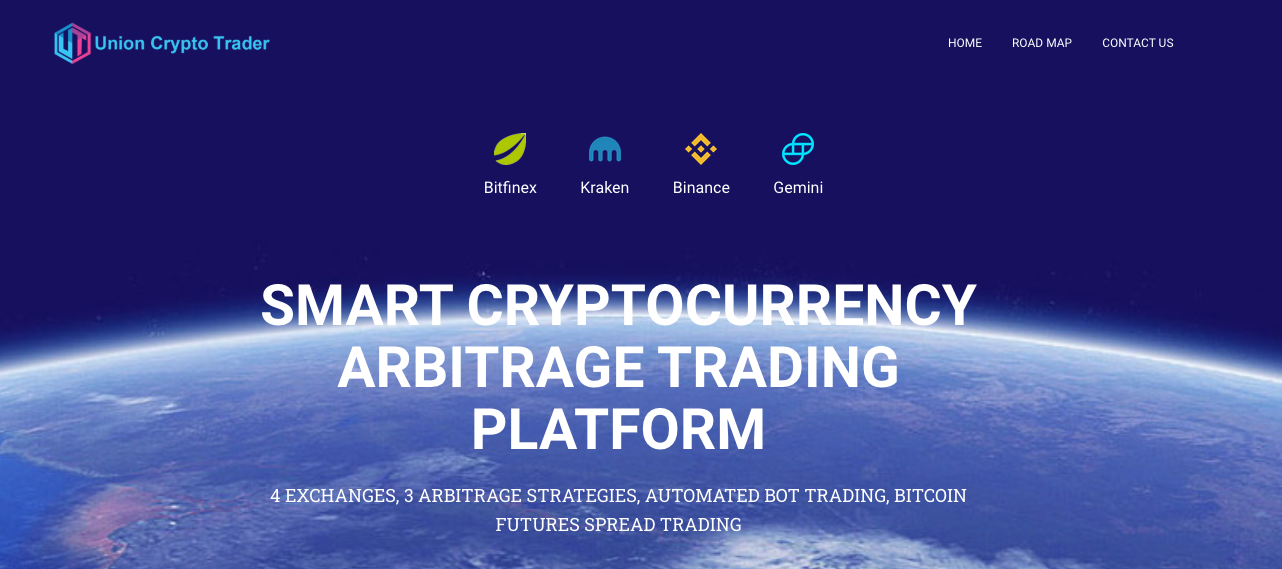 Union Crypto Trader
HOME ROAD MAP CONTACT US
Bitfinex Kraken Binance Gemini
SMART CRYPTOCURRENCY
ARBITRAGE TRADING
PLATFORM
4 EXCHANGES, 3 ARBITRAGE STRATEGIES, AUTOMATED BOT TRADING, BITCOIN
FUTURES SPREAD TRADING